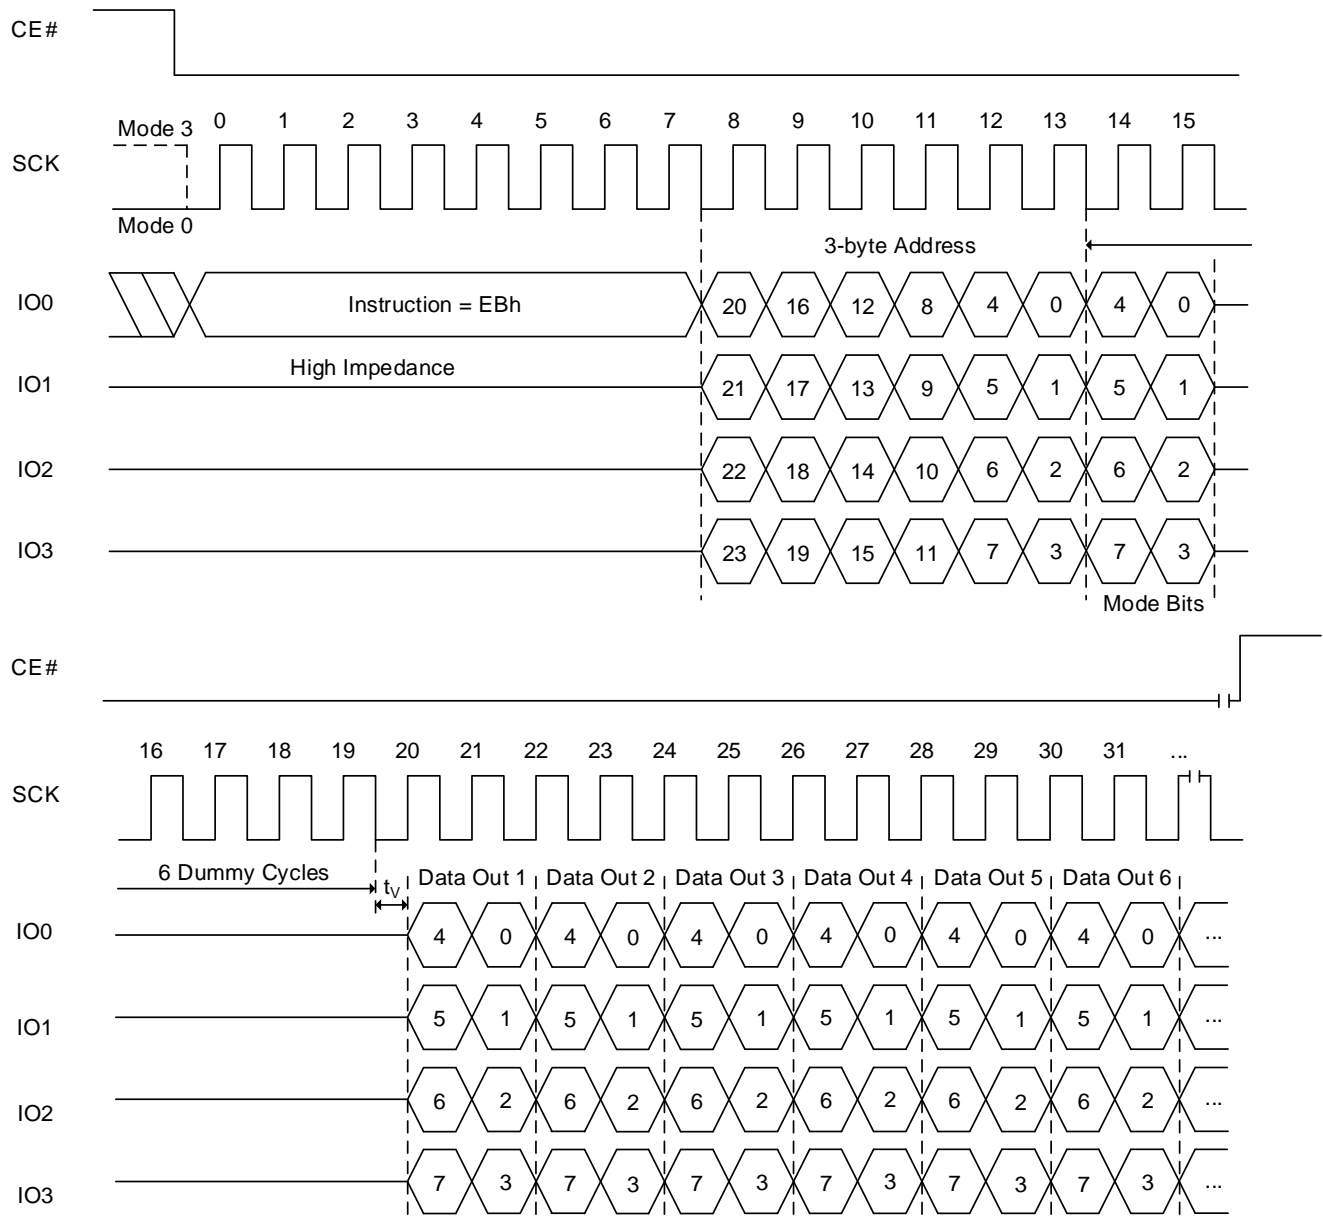 CE#
Mode 3 0 1 2 3 4 5 6 7 8 9 10 11 12 13 14 15
SCK
Mode 0
3-byte Address
IO0 Instruction = EBh 20 16 12 8 4 0 4 0
High Impedance
IO1 21 17 13 9 5 1 5 1
IO2 22 18 14 10 6 2 6 2
IO3 23 19 15 11 7 3 7 3
Mode Bits
CE#
16 17 18 19 20 21 22 23 24 25 26 27 28 29 30 31 ...
SCK
6 Dummy Cycles tV Data Out 1 Data Out 2 Data Out 3 Data Out 4 Data Out 5 Data Out 6
IO0 4 0 4 0 4 0 4 0 4 0 4 0 ...
IO1 5 1 5 1 5 1 5 1 5 1 5 1 ...
IO2 6 2 6 2 6 2 6 2 6 2 6 2 ...
IO3 7 3 7 3 7 3 7 3 7 3 7 3 ...